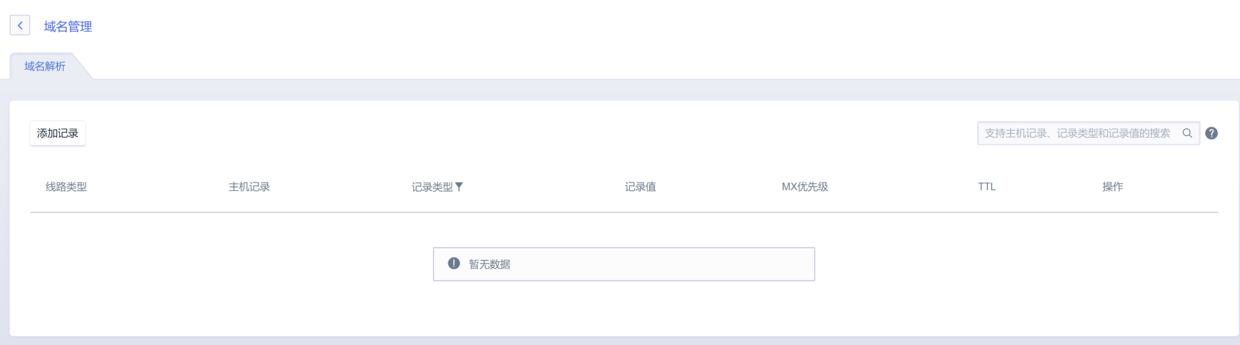 域名管理
域名解析
添加记录
支持主机记录、记录类型和记录值的搜索
线路类型 主机记录 记录类型 记录值 MX优先级 TTL 操作
暂无数据